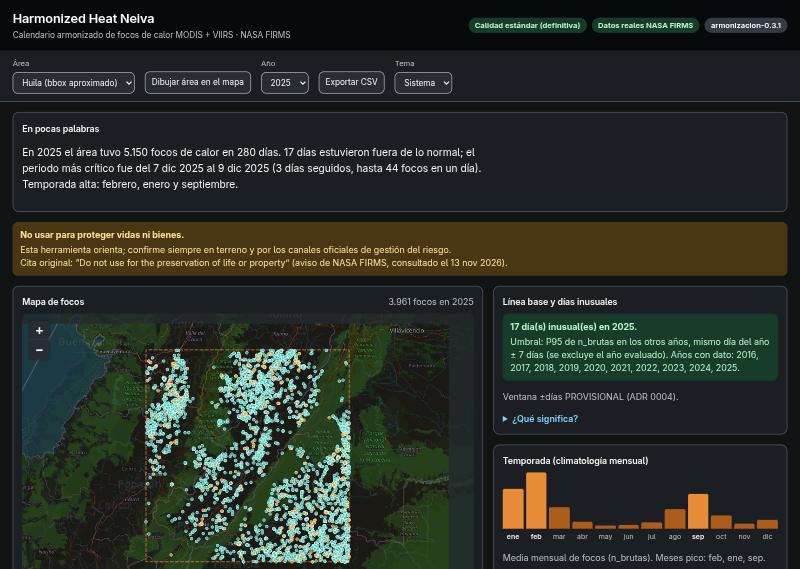 Harmonized Heat Neiva
Calendario armonizado de focos de calor MODIS + VIIRS · NASA FIRMS
Calidad estándar (definitiva) Datos reales NASA FIRMS armonizacion-0.3.1
Área Año Tema
Huila (bbox aproximado) Dibujar área en el mapa 2025 Exportar CSV Sistema
En pocas palabras
En 2025 el área tuvo 5.150 focos de calor en 280 días. 17 días estuvieron fuera de lo normal; el
periodo más crítico fue del 7 dic 2025 al 9 dic 2025 (3 días seguidos, hasta 44 focos en un día).
Temporada alta: febrero, enero y septiembre.
No usar para proteger vidas ni bienes.
Esta herramienta orienta; confirme siempre en terreno y por los canales oficiales de gestión del riesgo.
Cita original: "Do not use for the preservation of life or property" (aviso de NASA FIRMS, consultado el 13 nov 2026).
Mapa de focos 3.961 focos en 2025
+
−
Villavicencio
Línea base y días inusuales
17 día(s) inusual(es) en 2025.
Umbral: P95 de n_brutas en los otros años, mismo día del año
± 7 días (se excluye el año evaluado). Años con dato: 2016,
2017, 2018, 2019, 2020, 2021, 2022, 2023, 2024, 2025.
Ventana ±días PROVISIONAL (ADR 0004).
▶ ¿Qué significa?
Temporada (climatología mensual)
ene feb mar abr may jun jul ago sep oct nov dic
Media mensual de focos (n_brutas). Meses pico: feb, ene, sep.